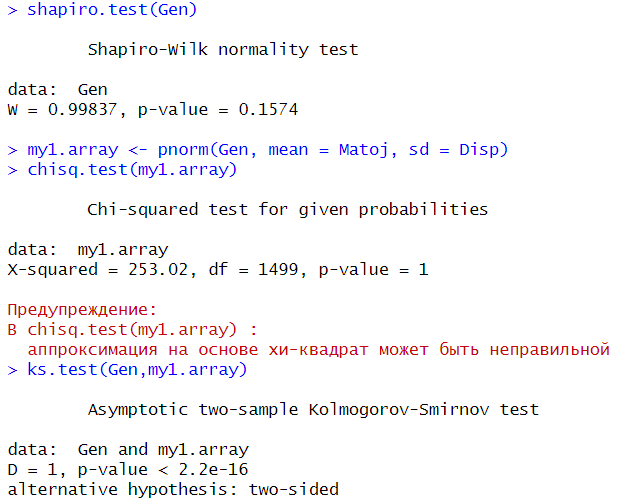 > shapiro.test(Gen)
Shapiro-Wilk normality test
data:  Gen
W = 0.99837, p-value = 0.1574
> my1.array <- pnorm(Gen, mean = Matoj, sd = Disp)
> chisq.test(my1.array)
Chi-squared test for given probabilities
data:  my1.array
X-squared = 253.02, df = 1499, p-value = 1
Предупреждение:
В chisq.test(my1.array) :
аппроксимация на основе хи-квадрат может быть неправильной
> ks.test(Gen,my1.array)
Asymptotic two-sample Kolmogorov-Smirnov test
data:  Gen and my1.array
D = 1, p-value < 2.2e-16
alternative hypothesis: two-sided